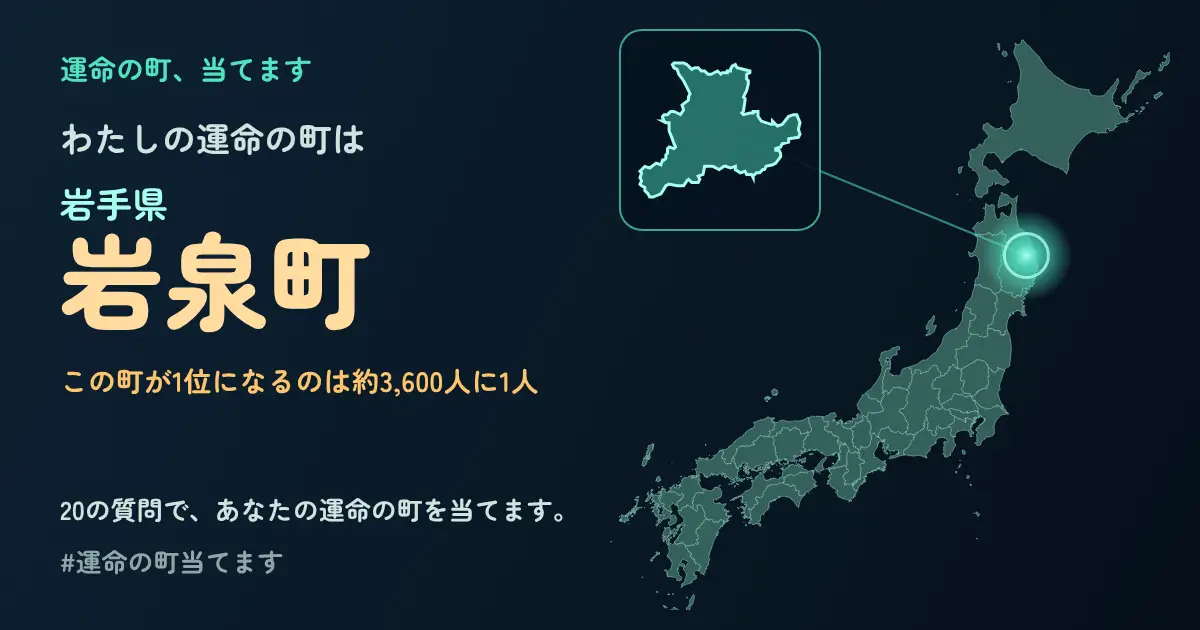 運命の町、当てます
わたしの運命の町は
岩手県
岩泉町
この町が1位になるのは約3,600人に1人
20の質問で、あなたの運命の町を当てます。
#運命の町当てます